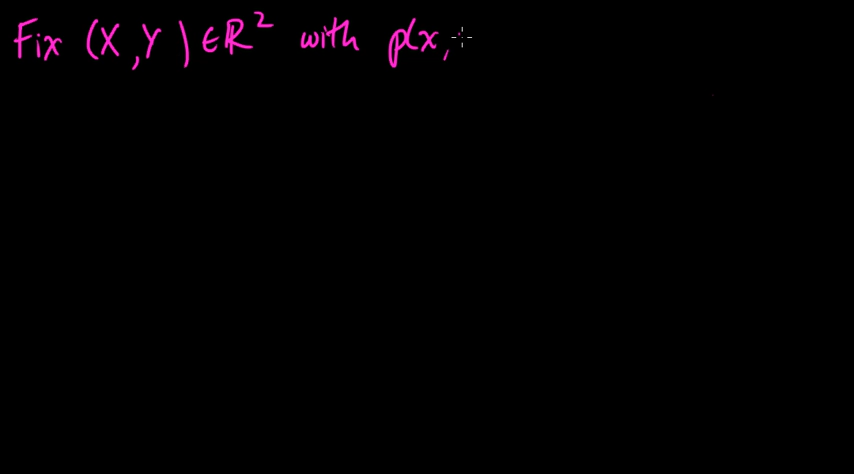 Fix (X, Y) ∈ ℝ² with p(x,